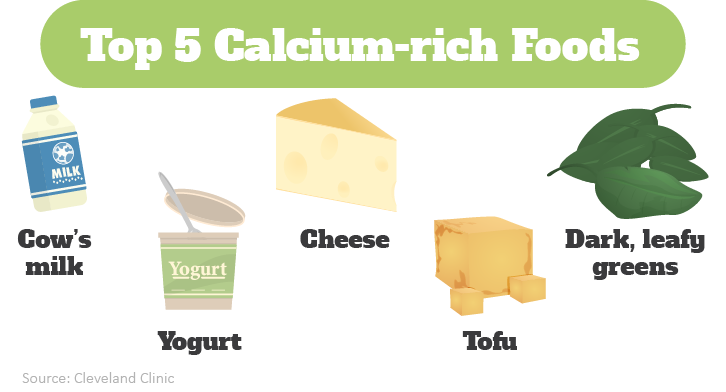 Top 5 Calcium-rich Foods
MILK
Cow's
milk
Yogurt
Yogurt
Cheese
Tofu
Dark, leafy
greens
Source: Cleveland Clinic